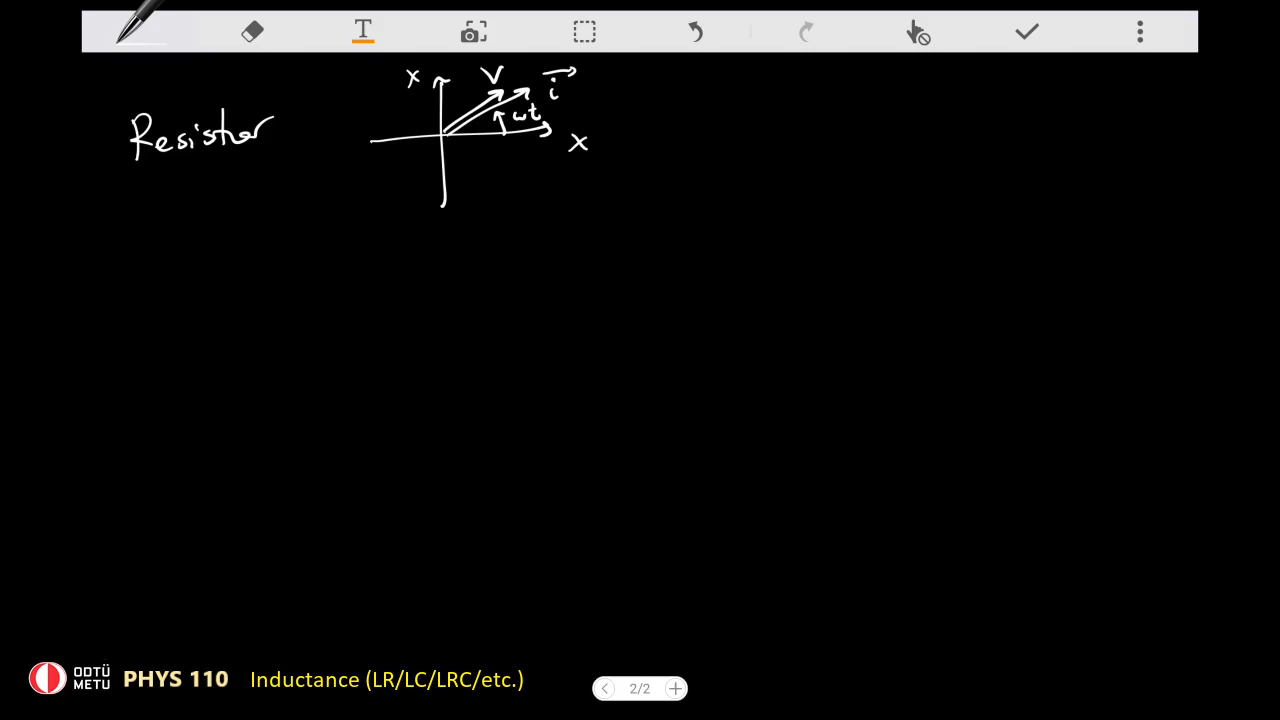 T
x V i
ωt
Resistor
x
ODTÜ
METU
PHYS 110 Inductance (LR/LC/LRC/etc.)
2/2